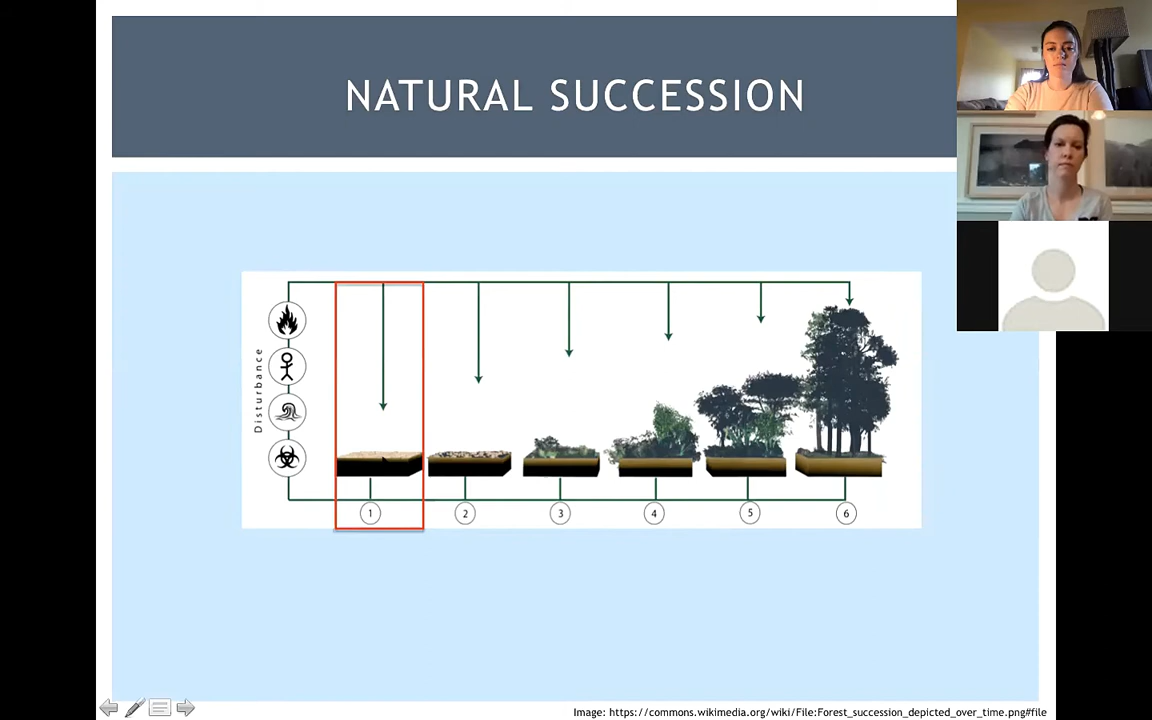 NATURAL SUCCESSION
Disturbance
1 2 3 4 5 6
Image: https://commons.wikimedia.org/wiki/File:Forest_succession_depicted_over_time.png#file